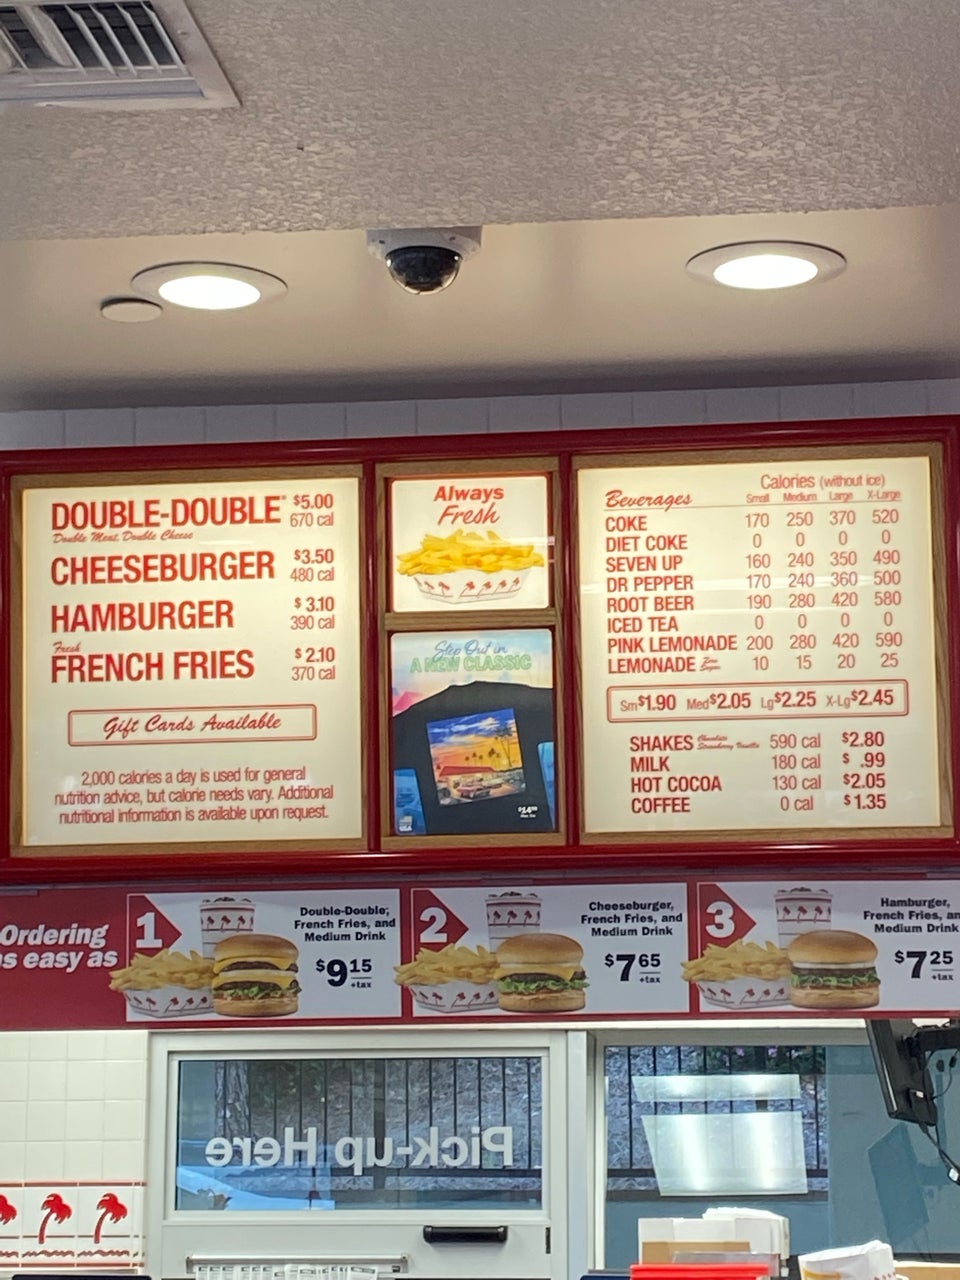 DOUBLE-DOUBLE® $5.00
Double Meat, Double Cheese 670 cal
CHEESEBURGER $3.50
480 cal
HAMBURGER $3.10
390 cal
Fresh
FRENCH FRIES $2.10
370 cal
Gift Cards Available
2,000 calories a day is used for general
nutrition advice, but calorie needs vary. Additional
nutritional information is available upon request.
Always
Fresh
Step Out in
A NEW CLASSIC
Calories (without ice)
Beverages Small Medium Large X-Large
COKE 170 250 370 520
DIET COKE 0 0 0 0
SEVEN UP 160 240 350 490
DR PEPPER 170 240 360 500
ROOT BEER 190 280 420 580
ICED TEA 0 0 0 0
PINK LEMONADE 200 280 420 590
LEMONADE Zero Sugar 10 15 20 25
Sm $1.90 Med $2.05 Lg $2.25 X-Lg $2.45
SHAKES Chocolate Strawberry Vanilla 590 cal $2.80
MILK 180 cal $ .99
HOT COCOA 130 cal $2.05
COFFEE 0 cal $1.35
Ordering
as easy as
1
Double-Double,®
French Fries, and
Medium Drink
$9 15
+tax
2
Cheeseburger,
French Fries, and
Medium Drink
$7 65
+tax
3
Hamburger,
French Fries, an
Medium Drink
$7 25
+tax
Pick-up Here